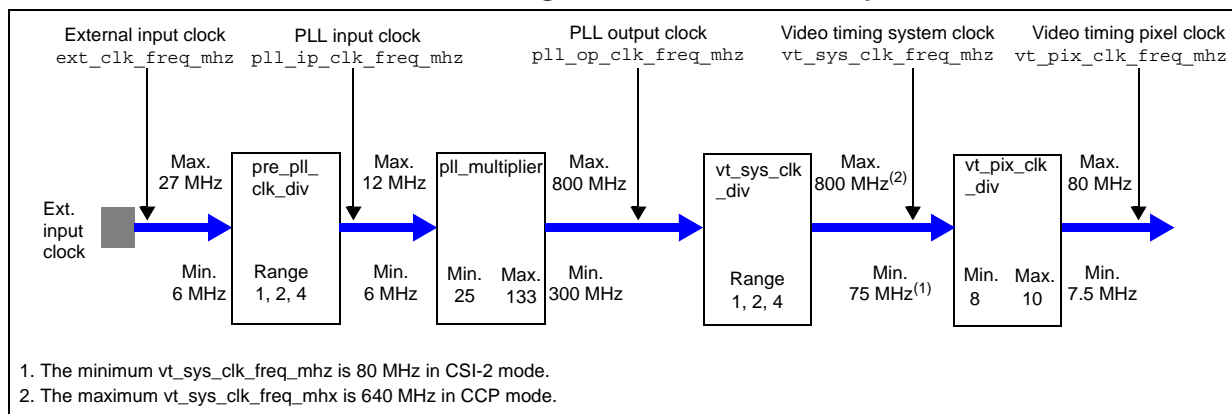 External input clock
ext_clk_freq_mhz
PLL input clock
pll_ip_clk_freq_mhz
PLL output clock
pll_op_clk_freq_mhz
Video timing system clock
vt_sys_clk_freq_mhz
Video timing pixel clock
vt_pix_clk_freq_mhz
Ext.
input
clock
Max.
27 MHz
Min.
6 MHz
pre_pll_
clk_div
Range
1, 2, 4
Max.
12 MHz
Min.
6 MHz
pll_multiplier
Min. Max.
25 133
Max.
800 MHz
Min.
300 MHz
vt_sys_clk
_div
Range
1, 2, 4
Max.
800 MHz(2)
Min.
75 MHz(1)
vt_pix_clk
_div
Min. Max.
8 10
Max.
80 MHz
Min.
7.5 MHz
1. The minimum vt_sys_clk_freq_mhz is 80 MHz in CSI-2 mode.
2. The maximum vt_sys_clk_freq_mhx is 640 MHz in CCP mode.